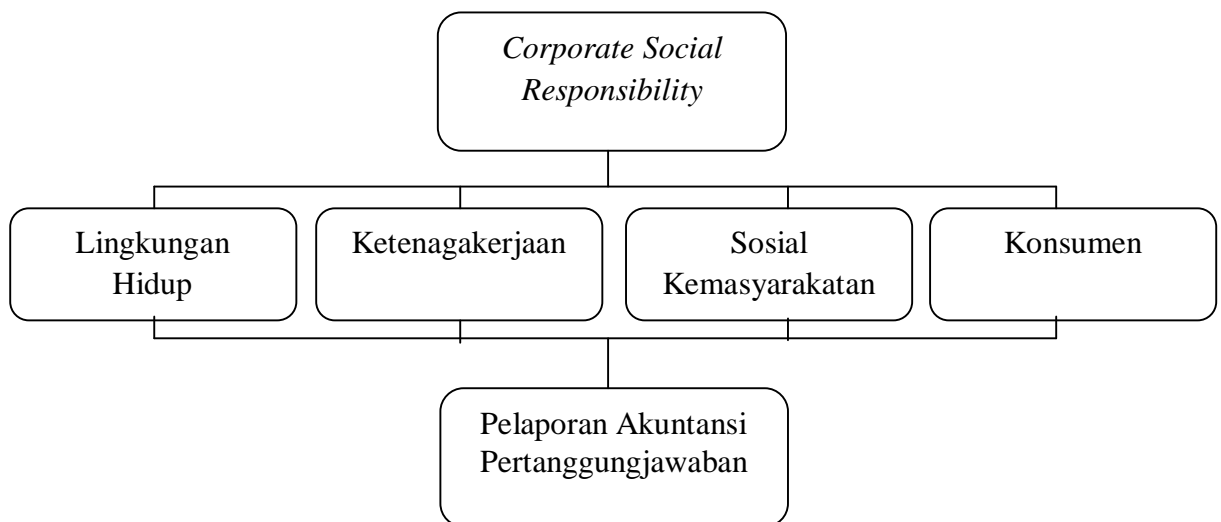 Corporate Social
Responsibility
Lingkungan
Hidup
Ketenagakerjaan
Sosial
Kemasyarakatan
Konsumen
Pelaporan Akuntansi
Pertanggungjawaban